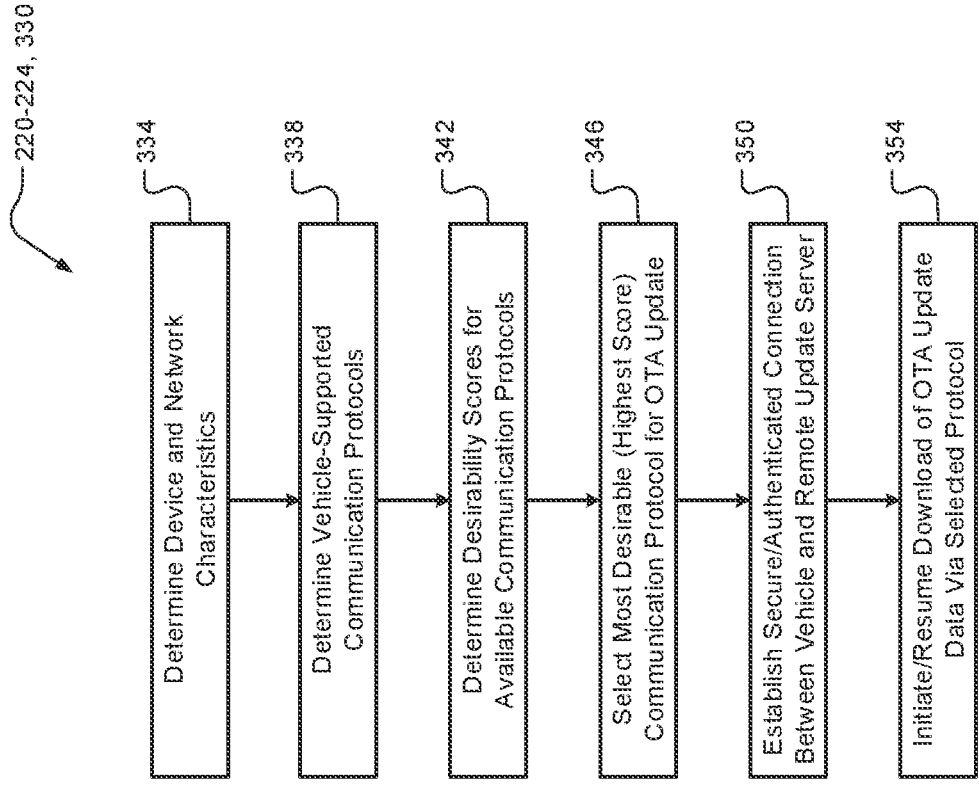 220-224, 330
334
Determine Device and Network
Characteristics
338
Determine Vehicle-Supported
Communication Protocols
342
Determine Desirability Scores for
Available Communication Protocols
346
Select Most Desirable (Highest Score)
Communication Protocol for OTA Update
350
Establish Secure/Authenticated Connection
Between Vehicle and Remote Update Server
354
Initiate/Resume Download of OTA Update
Data Via Selected Protocol